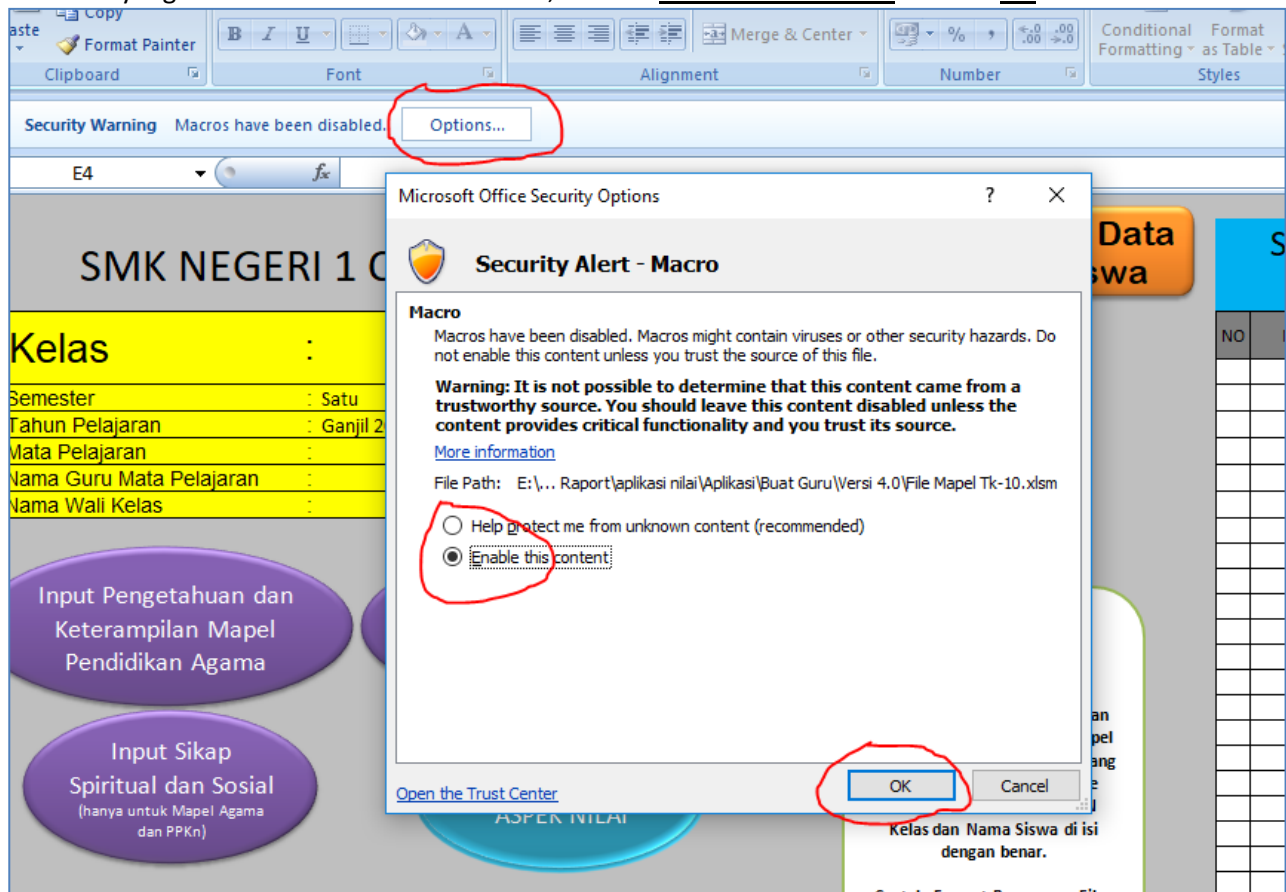 Copy
aste
Format Painter
B I U A
Merge & Center
% , .0 .00 .00 .0
Conditional Format
Formatting as Table
Clipboard Font Alignment Number Styles
Security Warning Macros have been disabled. Options...
E4 fx
Microsoft Office Security Options ? X
Security Alert - Macro
Macro
Macros have been disabled. Macros might contain viruses or other security hazards. Do
not enable this content unless you trust the source of this file.
Warning: It is not possible to determine that this content came from a
trustworthy source. You should leave this content disabled unless the
content provides critical functionality and you trust its source.
More information
File Path: E:\... Raport\aplikasi nilai\Aplikasi\Buat Guru\Versi 4.0\File Mapel Tk-10.xlsm
Help protect me from unknown content (recommended)
Enable this content
Open the Trust Center
OK Cancel
SMK NEGERI 1 C
Data
swa
S
Kelas :
NO
Semester : Satu
Tahun Pelajaran : Ganjil 2
Mata Pelajaran :
Nama Guru Mata Pelajaran :
Nama Wali Kelas :
Input Pengetahuan dan
Keterampilan Mapel
Pendidikan Agama
Input Sikap
Spiritual dan Sosial
(hanya untuk Mapel Agama
dan PPKn)
ASPEK NILAI
an
pel
ang
e
Kelas dan Nama Siswa di isi
dengan benar.